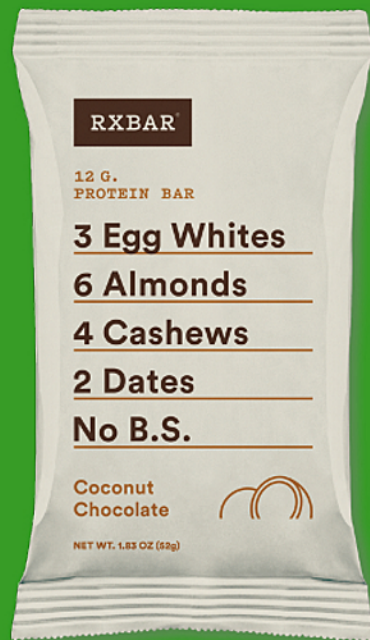 RXBAR
12 G.
PROTEIN BAR
3 Egg Whites
6 Almonds
4 Cashews
2 Dates
No B.S.
Coconut
Chocolate
NET WT. 1.83 OZ (52g)